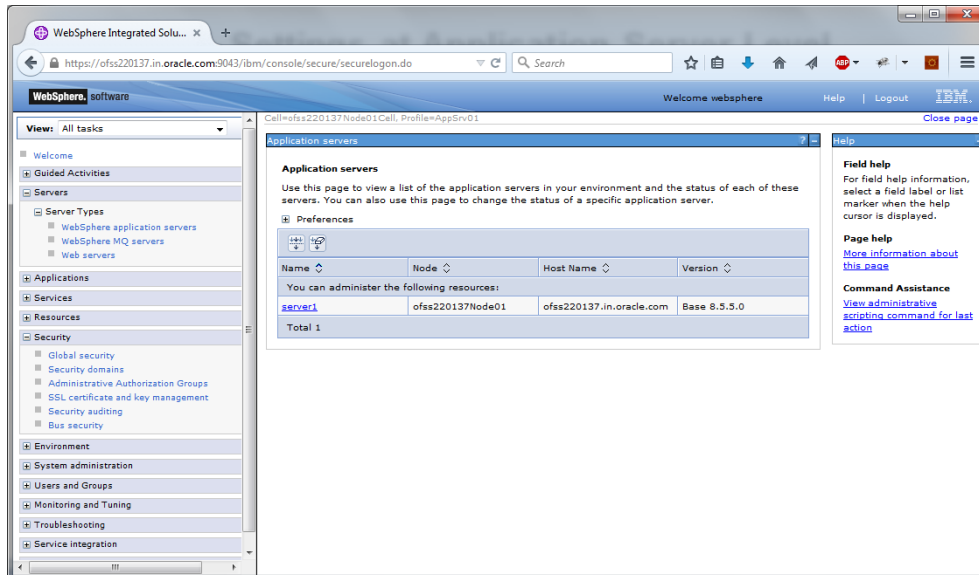 WebSphere Integrated Solu... × +
Settings at Application Server Level
https://ofss220137.in.oracle.com:9043/ibm/console/secure/securelogon.do
Search
ABP
WebSphere. software
Welcome websphere
Help | Logout
IBM.
View: All tasks
Welcome
Guided Activities
Servers
Server Types
WebSphere application servers
WebSphere MQ servers
Web servers
Applications
Services
Resources
Security
Global security
Security domains
Administrative Authorization Groups
SSL certificate and key management
Security auditing
Bus security
Environment
System administration
Users and Groups
Monitoring and Tuning
Troubleshooting
Service integration
Cell=ofss220137Node01Cell, Profile=AppSrv01
Close page
Application servers ? –
Application servers
Use this page to view a list of the application servers in your environment and the status of each of these
servers. You can also use this page to change the status of a specific application server.
Preferences
Name Node Host Name Version
You can administer the following resources:
server1 ofss220137Node01 ofss220137.in.oracle.com Base 8.5.5.0
Total 1
Help
Field help
For field help information,
select a field label or list
marker when the help
cursor is displayed.
Page help
More information about
this page
Command Assistance
View administrative
scripting command for last
action